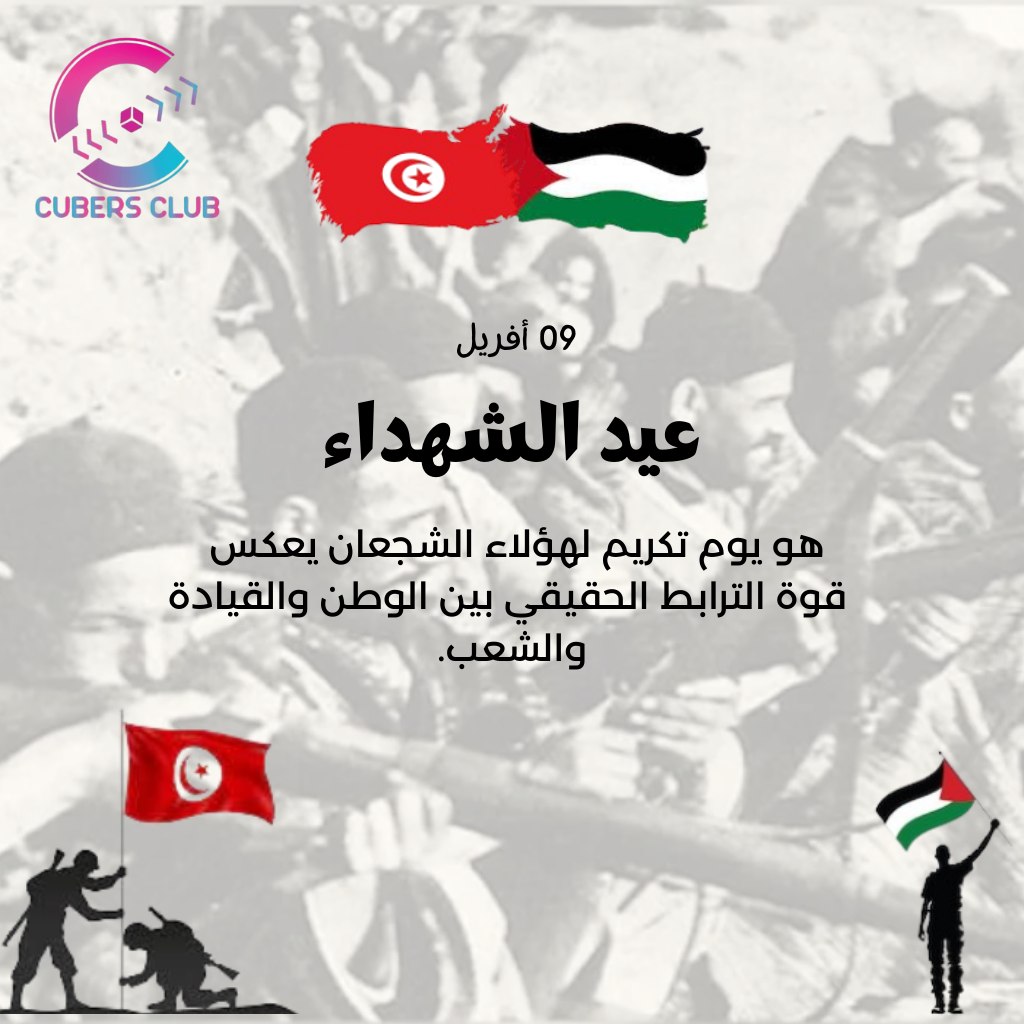 CUBERS CLUB
09 أفريل
عيد الشهداء
هو يوم تكريم لهؤلاء الشجعان يعكس
قوة الترابط الحقيقي بين الوطن والقيادة
والشعب.